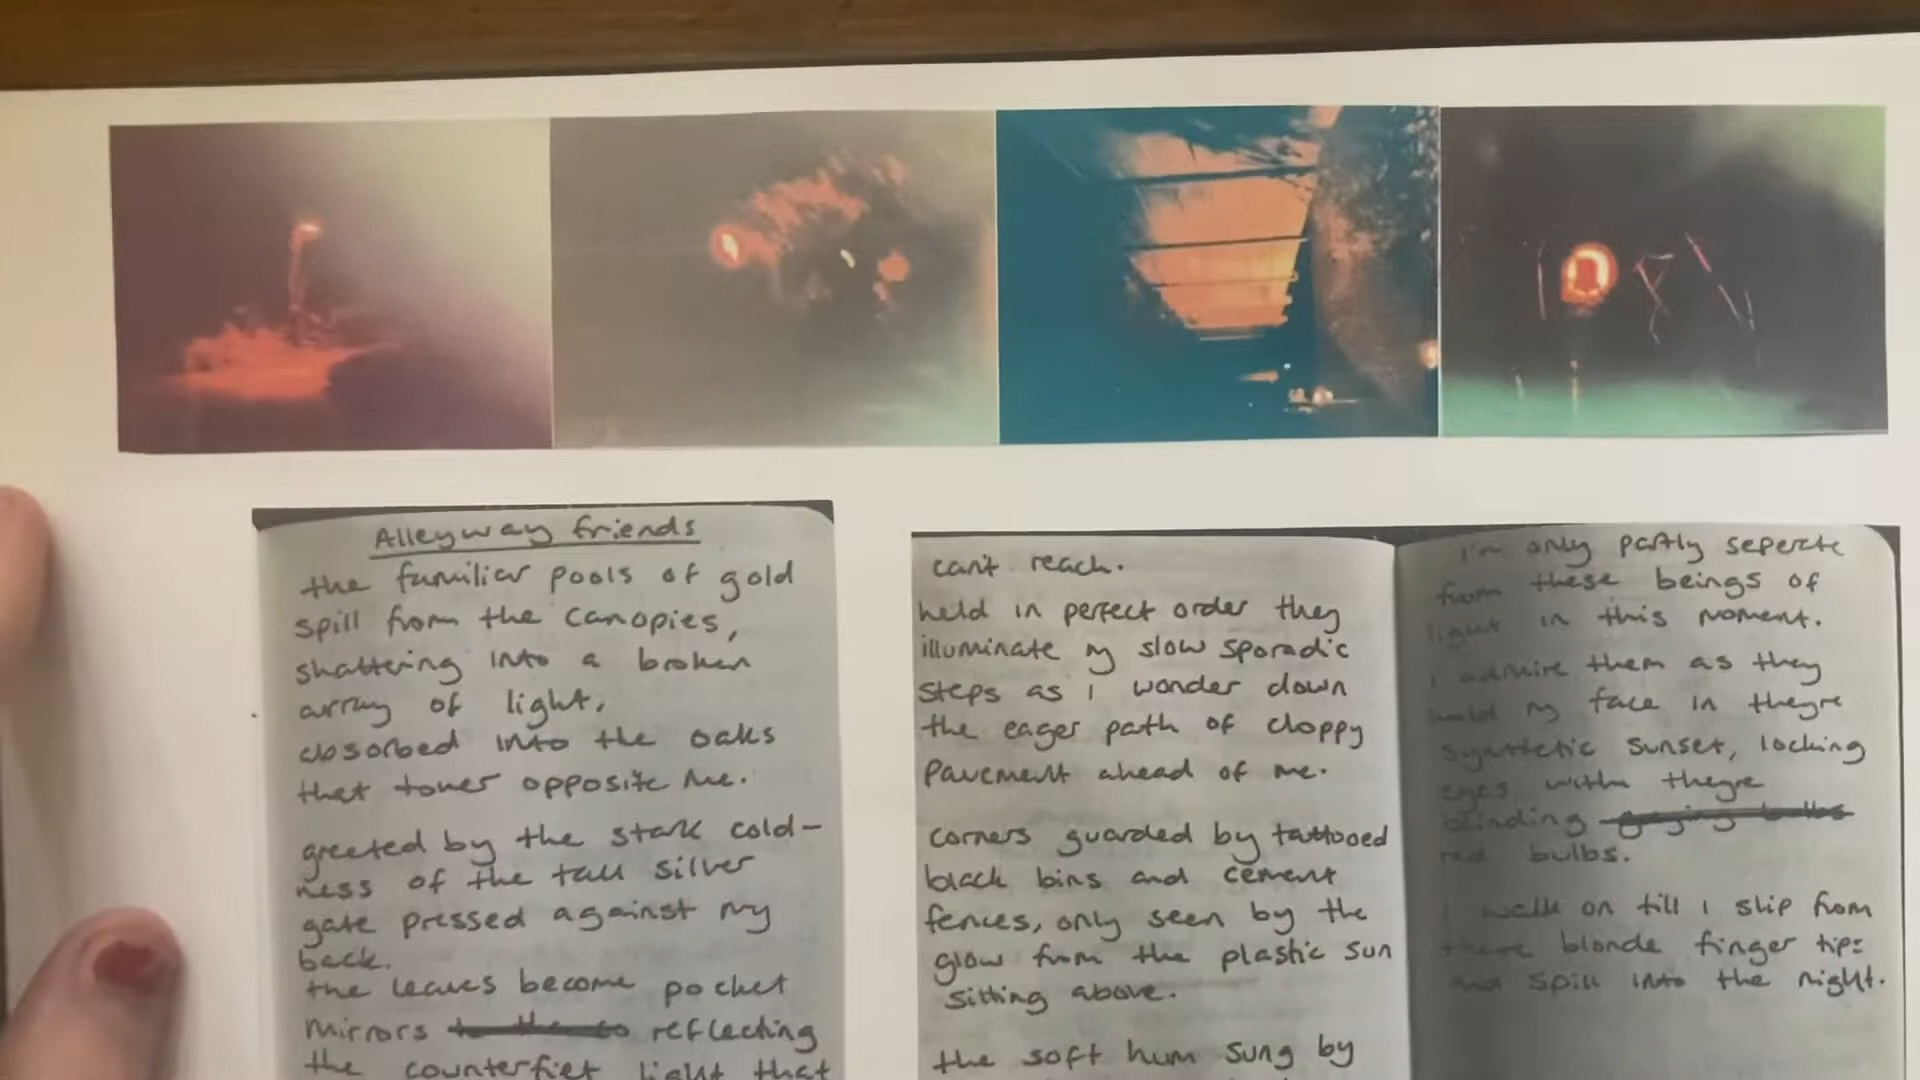 Alleyway friends
the familiar pools of gold
spill from the canopies,
shattering into a broken
array of light,
absorbed into the oaks
that tower opposite me.
greeted by the stark cold-
ness of the tall silver
gate pressed against my
back.
the leaves become pocket
mirrors reflecting
the counterfiet light that
can't reach.
held in perfect order they
illuminate my slow sporadic
steps as i wonder down
the eager path of cloppy
pavement ahead of me.
corners guarded by tattooed
black bins and cement
fences, only seen by the
glow from the plastic sun
sitting above.
the soft hum sung by
I'm only partly seperate
from these beings of
light in this moment.
i admire them as they
my face in theyre
synthetic sunset, locking
eyes with theyre
blinding gazing bulbs
red bulbs.
i walk on till i slip from
there blonde finger tips
and spill into the night.